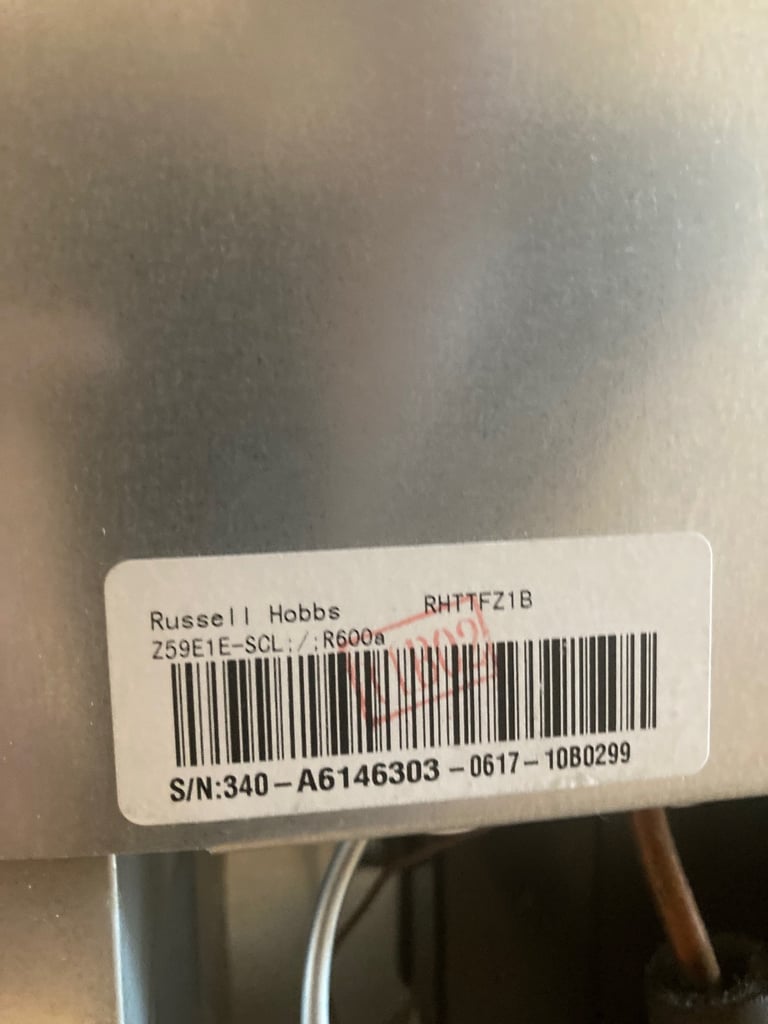 Russell Hobbs RHTTFZ1B
Z59E1E-SCL;/;R600a
S/N:340-A6146303-0617-10B0299